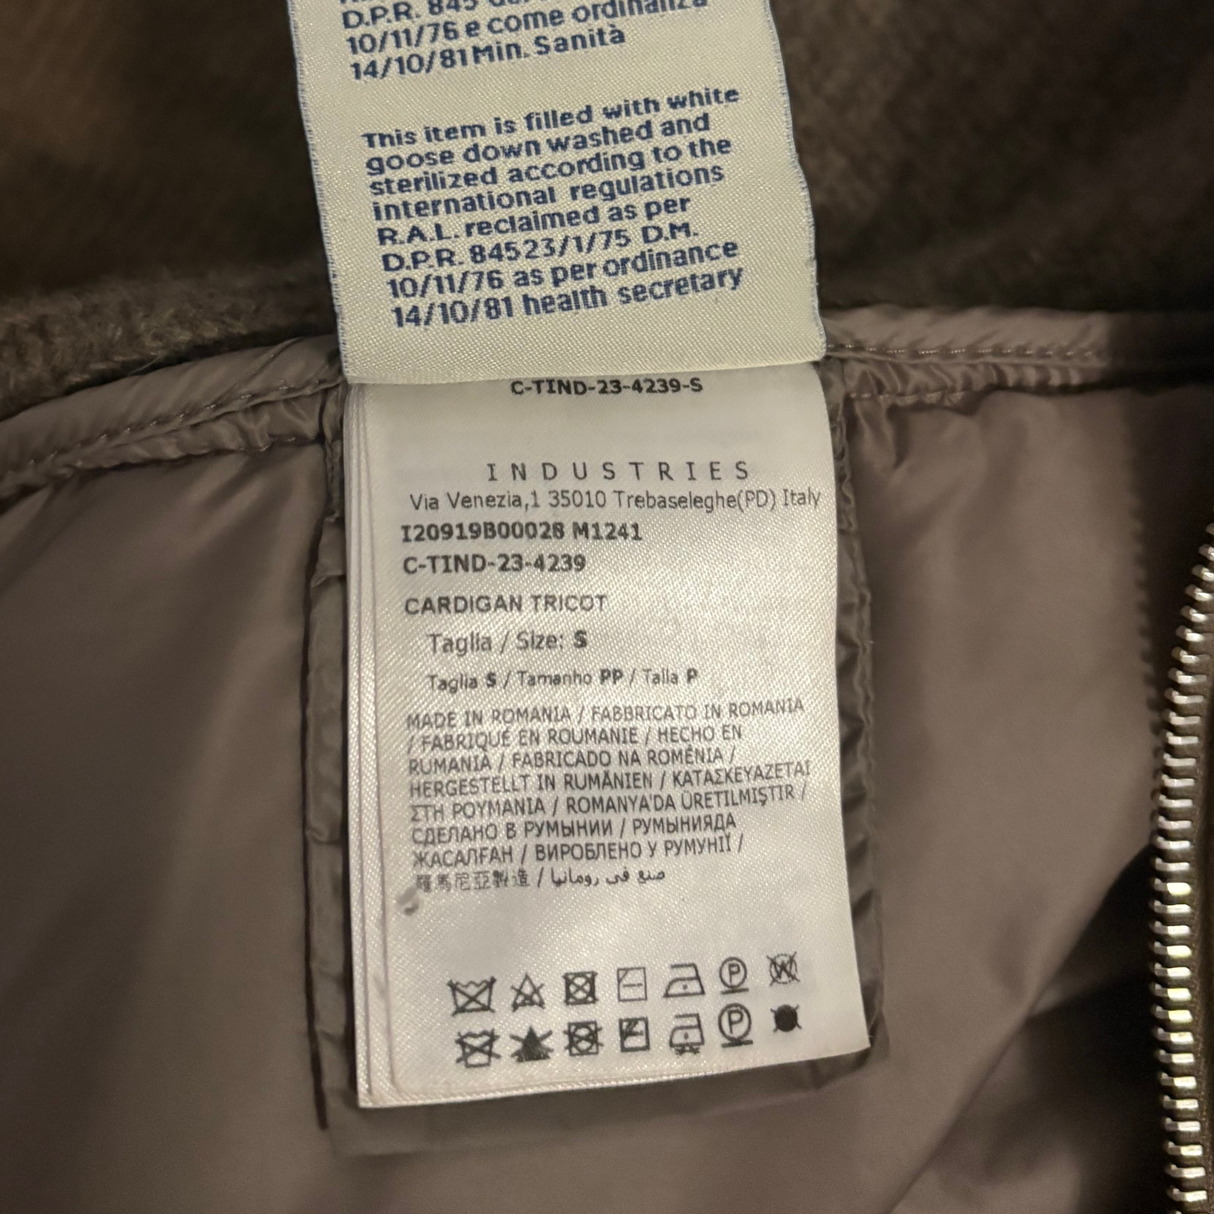 D.P.R. 845
10/11/76 e come ordinanza
14/10/81 Min. Sanità
This item is filled with white
goose down washed and
sterilized according to the
international regulations
R.A.L. reclaimed as per
D.P.R. 84523/1/75 D.M.
10/11/76 as per ordinance
14/10/81 health secretary
C-TIND-23-4239-S
INDUSTRIES
Via Venezia,1 35010 Trebaseleghe(PD) Italy
I20919B00028 M1241
C-TIND-23-4239
CARDIGAN TRICOT
Taglia / Size: S
Taglia S / Tamanho PP / Talla P
MADE IN ROMANIA / FABBRICATO IN ROMANIA
/ FABRIQUÉ EN ROUMANIE / HECHO EN
RUMANIA / FABRICADO NA ROMÉNIA /
HERGESTELLT IN RUMÄNIEN / ΚΑΤΑΣΚΕΥΑΖΕΤΑΙ
ΣΤΗ ΡΟΥΜΑΝΙΑ / ROMANYA'DA ÜRETILMIŞTIR /
СДЕЛАНО В РУМЫНИИ / РУМЫНИЯДА
ЖАСАЛҒАН / ВИРОБЛЕНО У РУМУНІЇ /
羅馬尼亞製造 / صنع في رومانيا
P W
P